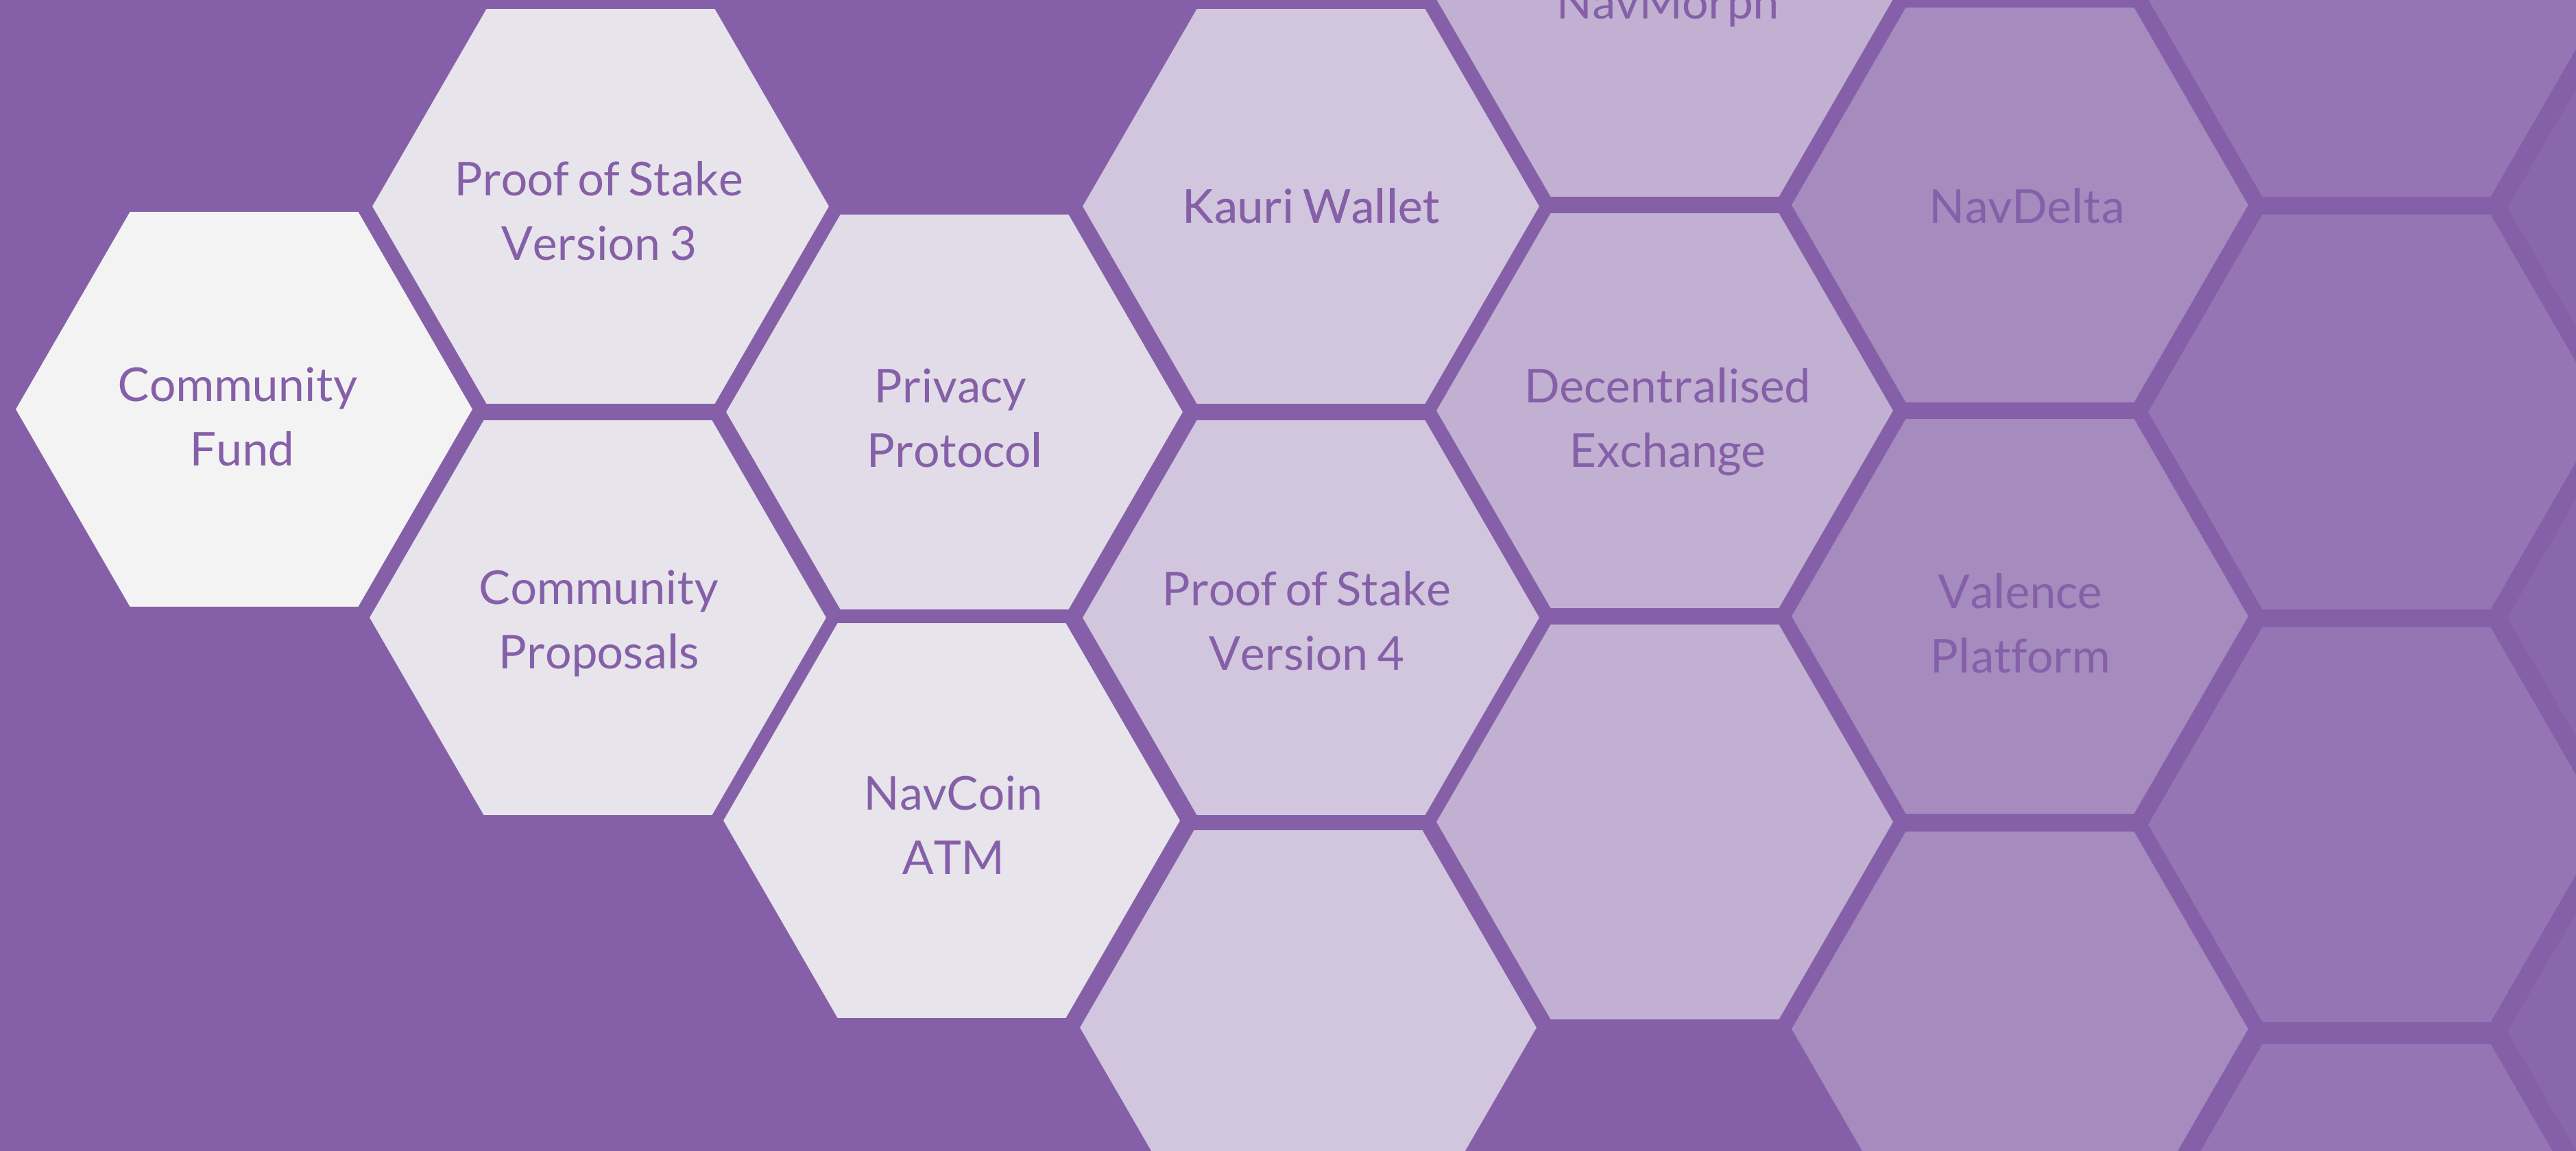 Community
Fund
Proof of Stake
Version 3
Community
Proposals
Privacy
Protocol
NavCoin
ATM
Kauri Wallet
Proof of Stake
Version 4
NavMorph
Decentralised
Exchange
NavDelta
Valence
Platform